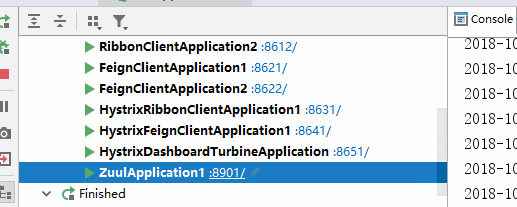 Console
RibbonClientApplication2 :8612/
FeignClientApplication1 :8621/
FeignClientApplication2 :8622/
HystrixRibbonClientApplication1 :8631/
HystrixFeignClientApplication1 :8641/
HystrixDashboardTurbineApplication :8651/
ZuulApplication1 :8901/
Finished
2018-10
2018-10
2018-10
2018-10
2018-10
2018-10
2018-10
2018-10